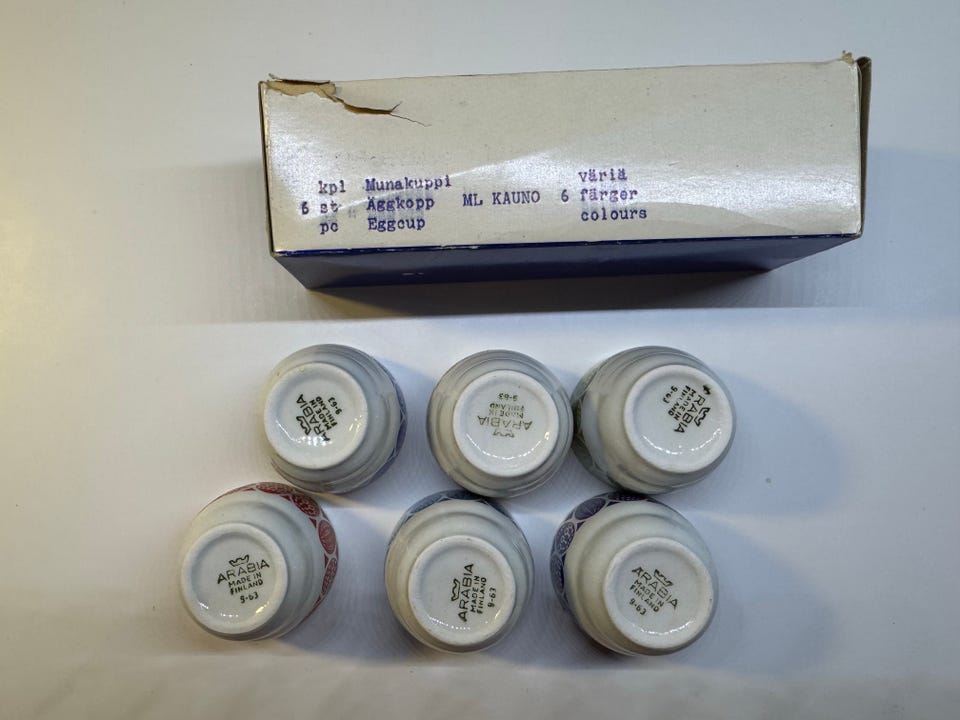 kpl Munakuppi väriä
6 st Äggkopp ML KAUNO 6 färger
pc Eggcup colours
ARABIA
MADE IN
FINLAND
9-63
ARABIA
MADE IN
FINLAND
9-63
ARABIA
MADE IN
FINLAND
9-63
ARABIA
MADE IN
FINLAND
9-63
ARABIA
MADE IN
FINLAND
9-63
ARABIA
MADE IN
FINLAND
9-63